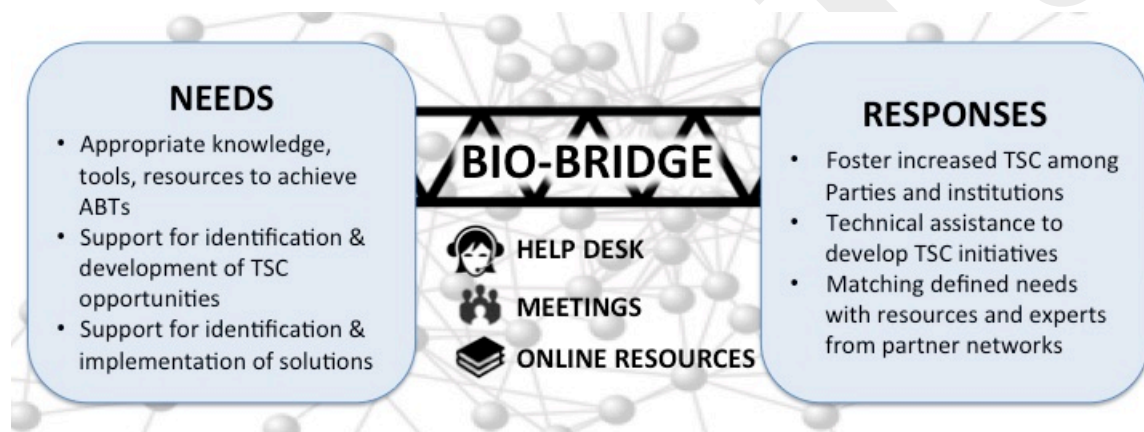 NEEDS
• Appropriate knowledge,
tools, resources to achieve
ABTs
• Support for identification &
development of TSC
opportunities
• Support for identification &
implementation of solutions
BIO-BRIDGE
HELP DESK
MEETINGS
ONLINE RESOURCES
RESPONSES
• Foster increased TSC among
Parties and institutions
• Technical assistance to
develop TSC initiatives
• Matching defined needs
with resources and experts
from partner networks